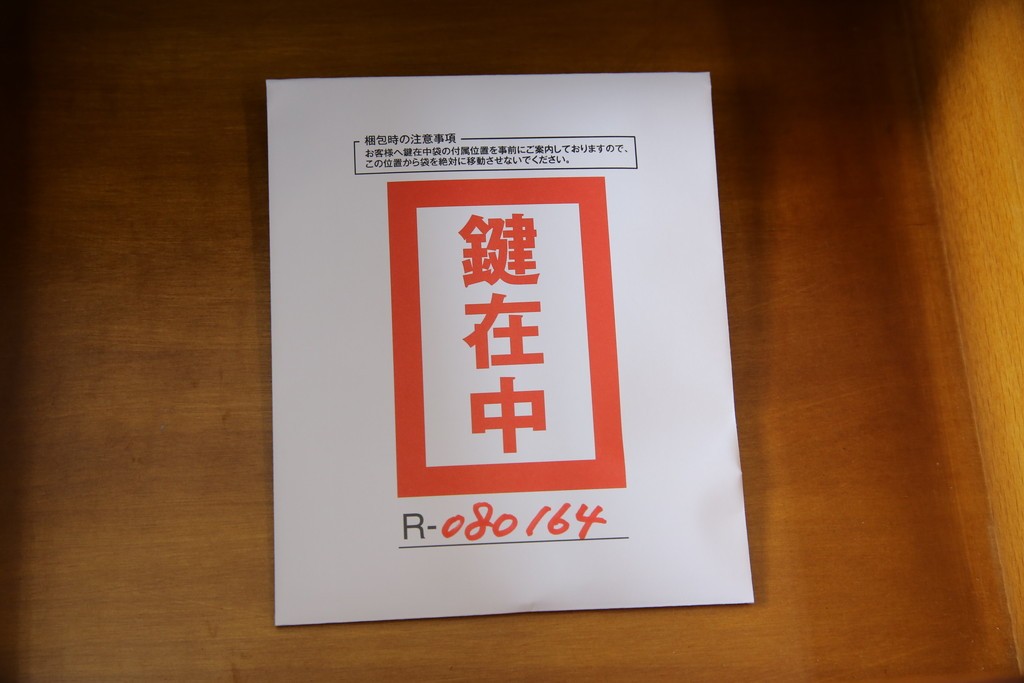 梱包時の注意事項
お客様へ鍵在中袋の付属位置を事前にご案内しておりますので、
この位置から袋を絶対に移動させないでください。
鍵
在
中
R-080164